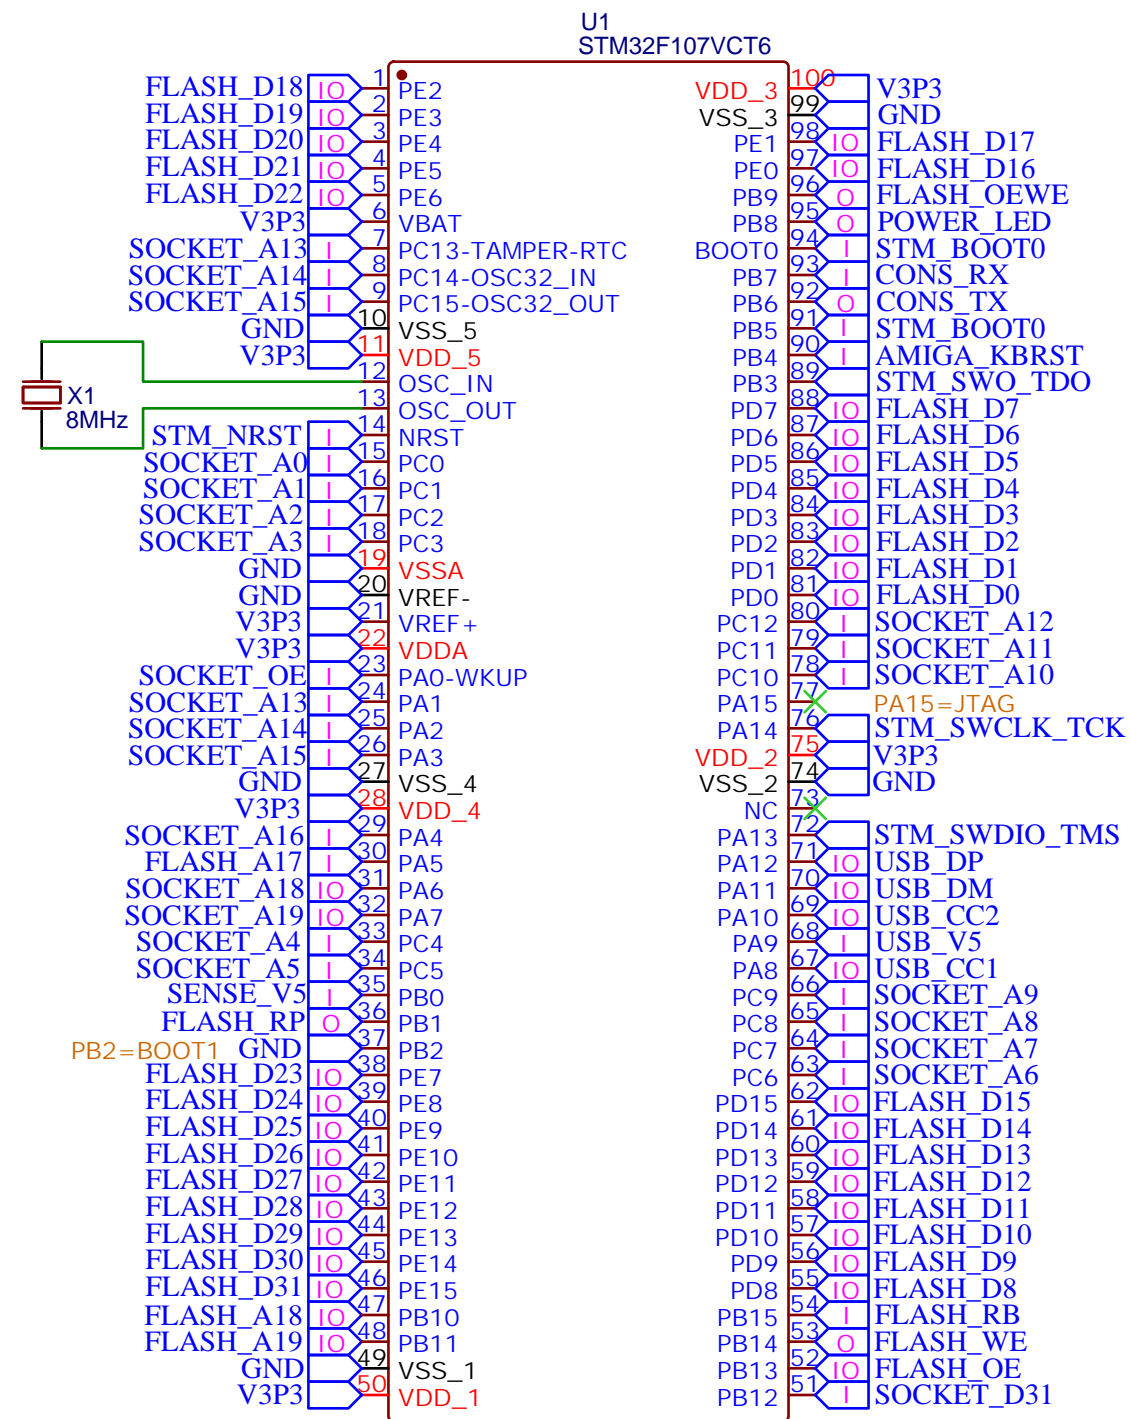 U1
STM32F107VCT6
FLASH_D18 IO 1 PE2
FLASH_D19 IO 2 PE3
FLASH_D20 IO 3 PE4
FLASH_D21 IO 4 PE5
FLASH_D22 IO 5 PE6
V3P3 6 VBAT
SOCKET_A13 I 7 PC13-TAMPER-RTC
SOCKET_A14 I 8 PC14-OSC32_IN
SOCKET_A15 I 9 PC15-OSC32_OUT
GND 10 VSS_5
V3P3 11 VDD_5
12 OSC_IN
X1
8MHz
13 OSC_OUT
STM_NRST I 14 NRST
SOCKET_A0 I 15 PC0
SOCKET_A1 I 16 PC1
SOCKET_A2 I 17 PC2
SOCKET_A3 I 18 PC3
GND 19 VSSA
GND 20 VREF-
V3P3 21 VREF+
V3P3 22 VDDA
SOCKET_OE I 23 PA0-WKUP
SOCKET_A13 I 24 PA1
SOCKET_A14 I 25 PA2
SOCKET_A15 I 26 PA3
GND 27 VSS_4
V3P3 28 VDD_4
SOCKET_A16 I 29 PA4
FLASH_A17 I 30 PA5
SOCKET_A18 IO 31 PA6
SOCKET_A19 IO 32 PA7
SOCKET_A4 I 33 PC4
SOCKET_A5 I 34 PC5
SENSE_V5 I 35 PB0
FLASH_RP O 36 PB1
PB2=BOOT1 GND 37 PB2
FLASH_D23 IO 38 PE7
FLASH_D24 IO 39 PE8
FLASH_D25 IO 40 PE9
FLASH_D26 IO 41 PE10
FLASH_D27 IO 42 PE11
FLASH_D28 IO 43 PE12
FLASH_D29 IO 44 PE13
FLASH_D30 IO 45 PE14
FLASH_D31 IO 46 PE15
FLASH_A18 IO 47 PB10
FLASH_A19 IO 48 PB11
GND 49 VSS_1
V3P3 50 VDD_1
VDD_3 100 V3P3
VSS_3 99 GND
PE1 98 IO FLASH_D17
PE0 97 IO FLASH_D16
PB9 96 O FLASH_OEWE
PB8 95 O POWER_LED
BOOT0 94 I STM_BOOT0
PB7 93 I CONS_RX
PB6 92 O CONS_TX
PB5 91 I STM_BOOT0
PB4 90 I AMIGA_KBRST
PB3 89 STM_SWO_TDO
PD7 88 IO FLASH_D7
PD6 87 IO FLASH_D6
PD5 86 IO FLASH_D5
PD4 85 IO FLASH_D4
PD3 84 IO FLASH_D3
PD2 83 IO FLASH_D2
PD1 82 IO FLASH_D1
PD0 81 IO FLASH_D0
PC12 80 I SOCKET_A12
PC11 79 I SOCKET_A11
PC10 78 I SOCKET_A10
PA15 77 PA15=JTAG
PA14 76 STM_SWCLK_TCK
VDD_2 75 V3P3
VSS_2 74 GND
NC 73
PA13 72 STM_SWDIO_TMS
PA12 71 IO USB_DP
PA11 70 IO USB_DM
PA10 69 IO USB_CC2
PA9 68 I USB_V5
PA8 67 IO USB_CC1
PC9 66 I SOCKET_A9
PC8 65 I SOCKET_A8
PC7 64 I SOCKET_A7
PC6 63 I SOCKET_A6
PD15 62 IO FLASH_D15
PD14 61 IO FLASH_D14
PD13 60 IO FLASH_D13
PD12 59 IO FLASH_D12
PD11 58 IO FLASH_D11
PD10 57 IO FLASH_D10
PD9 56 IO FLASH_D9
PD8 55 IO FLASH_D8
PB15 54 I FLASH_RB
PB14 53 O FLASH_WE
PB13 52 IO FLASH_OE
PB12 51 I SOCKET_D31